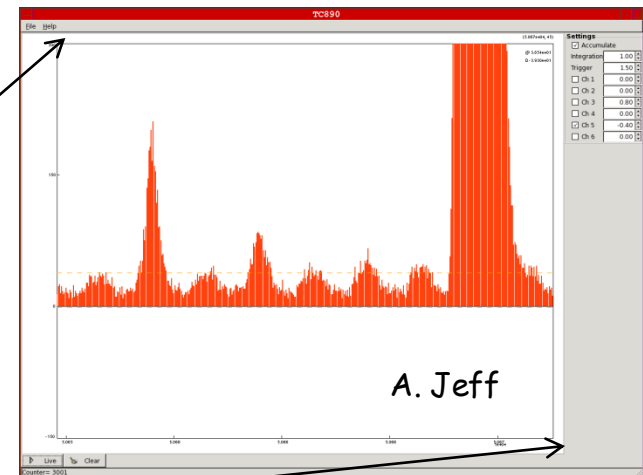 TC890
File Help
Settings
Accumulate
Integration 1.00
Trigger 1.50
Ch 1 0.00
Ch 2 0.00
Ch 3 0.80
Ch 4 0.00
Ch 5 -0.40
Ch 6 0.00
150
0
-150
A. Jeff
Live Clear
Counter= 3001